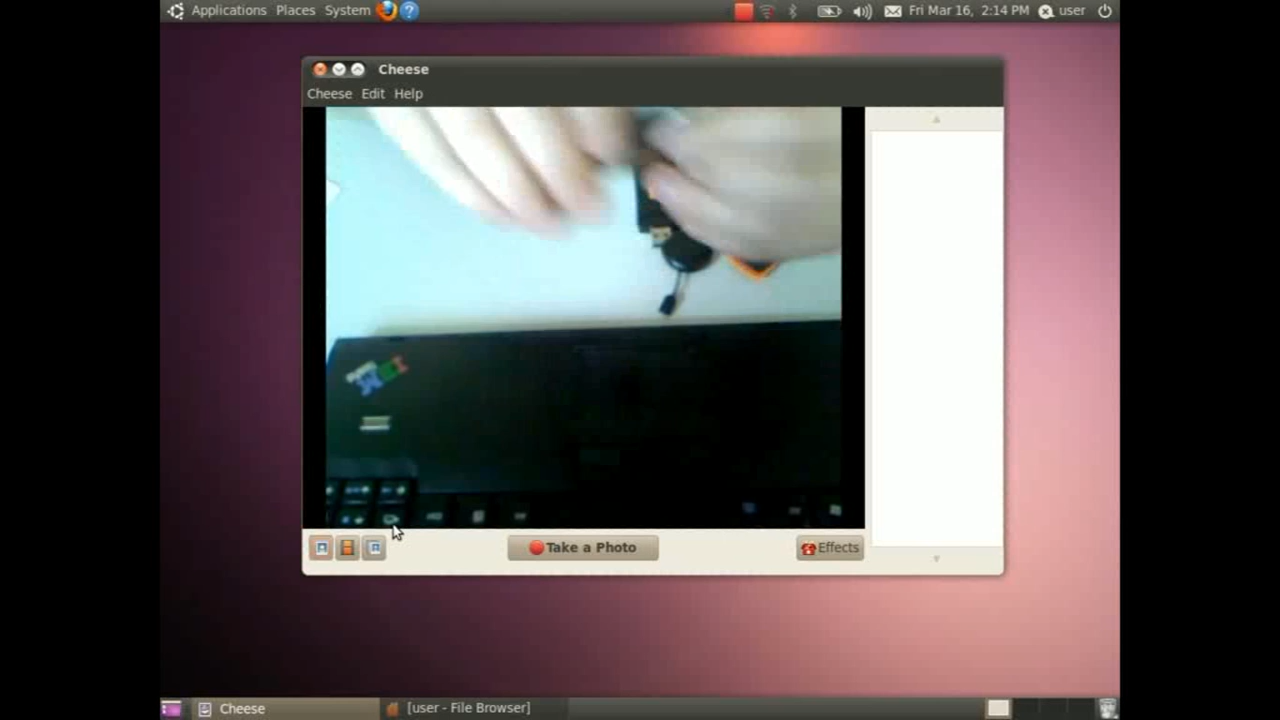 Applications Places System Fri Mar 16, 2:14 PM user
Cheese
Cheese Edit Help
Take a Photo Effects
Cheese [user - File Browser]